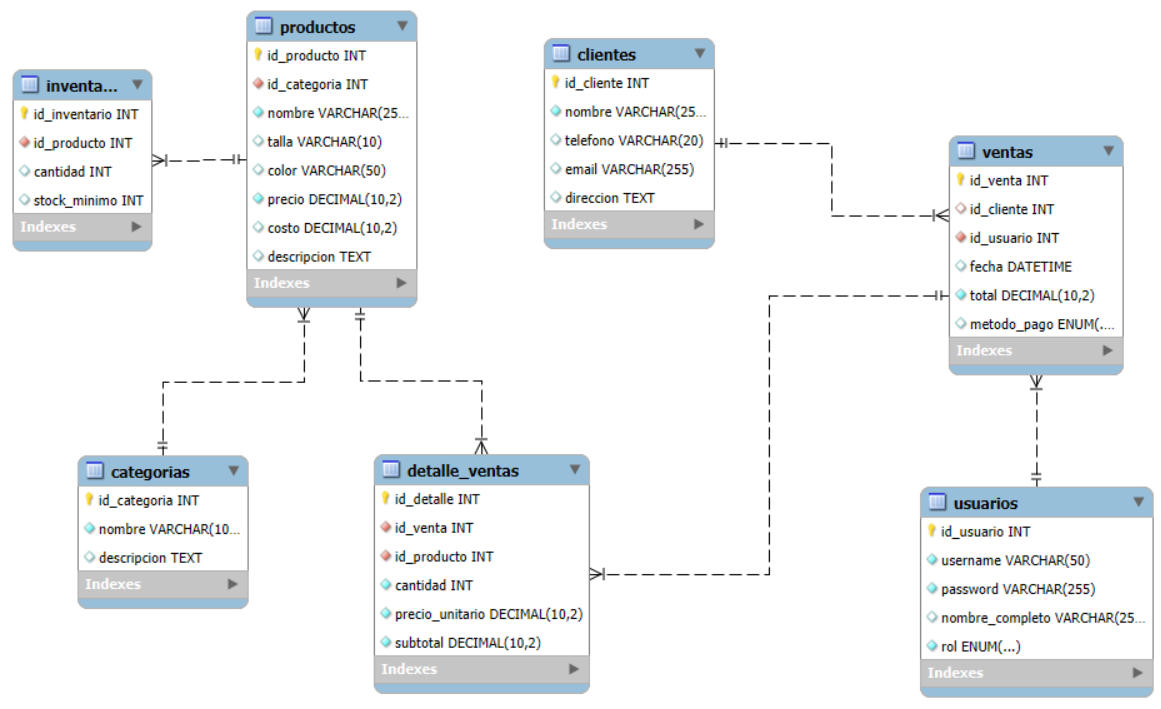 productos
id_producto INT
id_categoria INT
nombre VARCHAR(25...
talla VARCHAR(10)
color VARCHAR(50)
precio DECIMAL(10,2)
costo DECIMAL(10,2)
descripcion TEXT
Indexes
clientes
id_cliente INT
nombre VARCHAR(25...
telefono VARCHAR(20)
email VARCHAR(255)
direccion TEXT
Indexes
inventa...
id_inventario INT
id_producto INT
cantidad INT
stock_minimo INT
Indexes
ventas
id_venta INT
id_cliente INT
id_usuario INT
fecha DATETIME
total DECIMAL(10,2)
metodo_pago ENUM(....
Indexes
categorias
id_categoria INT
nombre VARCHAR(10...
descripcion TEXT
Indexes
detalle_ventas
id_detalle INT
id_venta INT
id_producto INT
cantidad INT
precio_unitario DECIMAL(10,2)
subtotal DECIMAL(10,2)
Indexes
usuarios
id_usuario INT
username VARCHAR(50)
password VARCHAR(255)
nombre_completo VARCHAR(25...
rol ENUM(...)
Indexes